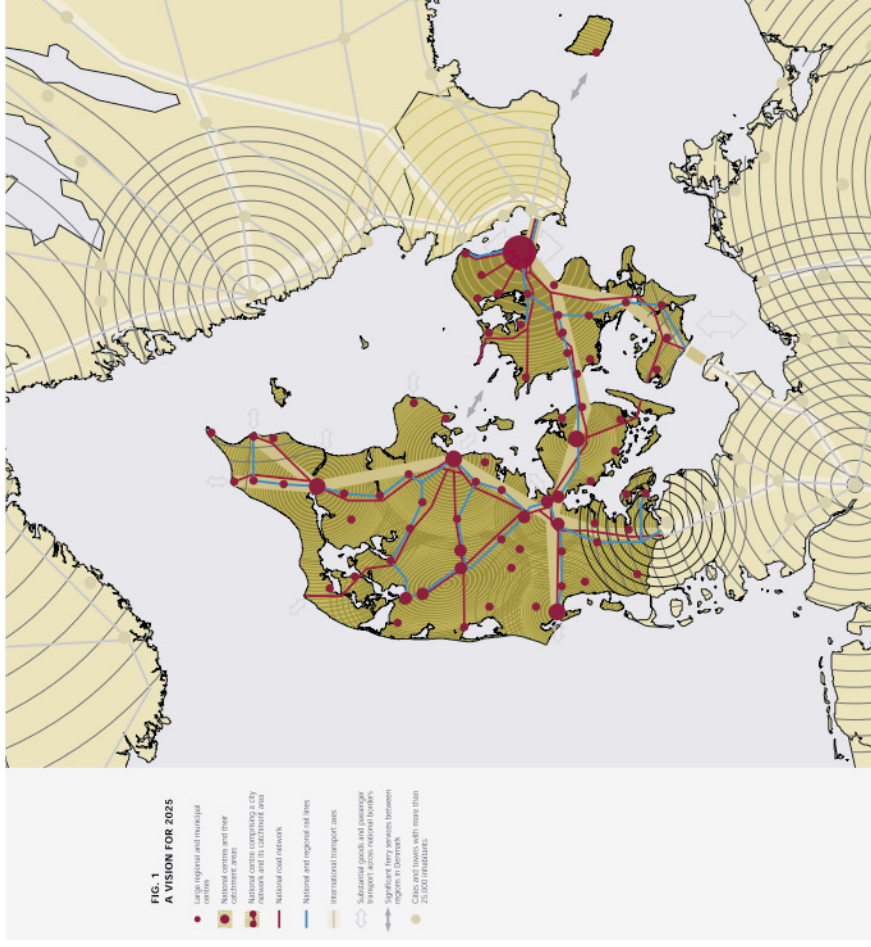 FIG. 1
A VISION FOR 2025
Large regional and municipal
centres
National centres and their
catchment areas
National centre comprising a city
network and its catchment area
National road network
National and regional rail lines
International transport axes
Substantial goods and passenger
transport across national borders
Significant ferry services between
regions in Denmark
Cities and towns with more than
25.000 inhabitants